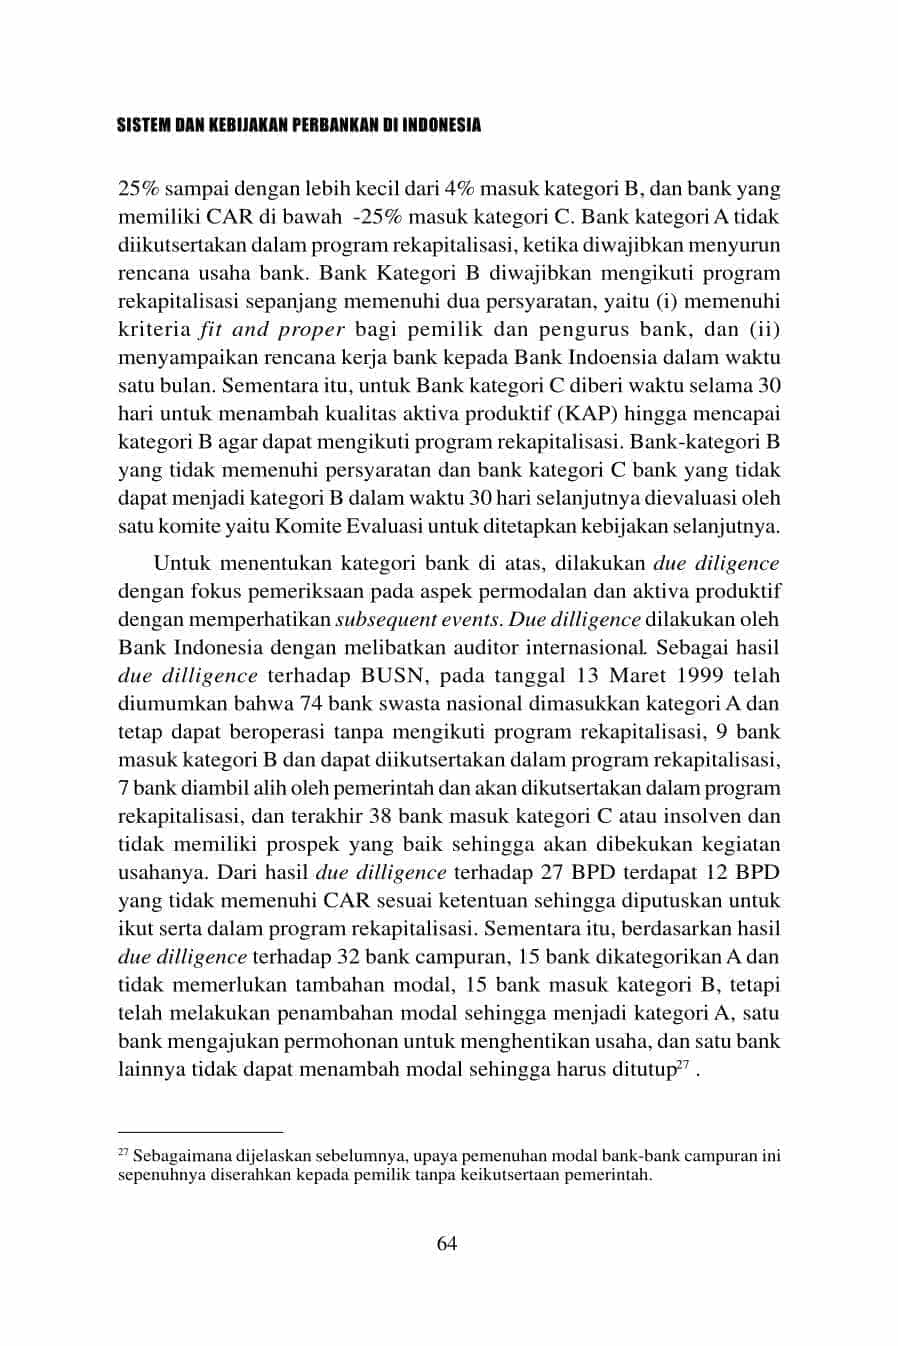 SISTEM DAN KEBIJAKAN PERBANKAN DI INDONESIA
25% sampai dengan lebih kecil dari 4% masuk kategori B, dan bank yang
memiliki CAR di bawah -25% masuk kategori C. Bank kategori A tidak
diikutsertakan dalam program rekapitalisasi, ketika diwajibkan menyurun
rencana usaha bank. Bank Kategori B diwajibkan mengikuti program
rekapitalisasi sepanjang memenuhi dua persyaratan, yaitu (i) memenuhi
kriteria fit and proper bagi pemilik dan pengurus bank, dan (ii)
menyampaikan rencana kerja bank kepada Bank Indoensia dalam waktu
satu bulan. Sementara itu, untuk Bank kategori C diberi waktu selama 30
hari untuk menambah kualitas aktiva produktif (KAP) hingga mencapai
kategori B agar dapat mengikuti program rekapitalisasi. Bank-kategori B
yang tidak memenuhi persyaratan dan bank kategori C bank yang tidak
dapat menjadi kategori B dalam waktu 30 hari selanjutnya dievaluasi oleh
satu komite yaitu Komite Evaluasi untuk ditetapkan kebijakan selanjutnya.
Untuk menentukan kategori bank di atas, dilakukan due diligence
dengan fokus pemeriksaan pada aspek permodalan dan aktiva produktif
dengan memperhatikan subsequent events. Due dilligence dilakukan oleh
Bank Indonesia dengan melibatkan auditor internasional. Sebagai hasil
due dilligence terhadap BUSN, pada tanggal 13 Maret 1999 telah
diumumkan bahwa 74 bank swasta nasional dimasukkan kategori A dan
tetap dapat beroperasi tanpa mengikuti program rekapitalisasi, 9 bank
masuk kategori B dan dapat diikutsertakan dalam program rekapitalisasi,
7 bank diambil alih oleh pemerintah dan akan dikutsertakan dalam program
rekapitalisasi, dan terakhir 38 bank masuk kategori C atau insolven dan
tidak memiliki prospek yang baik sehingga akan dibekukan kegiatan
usahanya. Dari hasil due dilligence terhadap 27 BPD terdapat 12 BPD
yang tidak memenuhi CAR sesuai ketentuan sehingga diputuskan untuk
ikut serta dalam program rekapitalisasi. Sementara itu, berdasarkan hasil
due dilligence terhadap 32 bank campuran, 15 bank dikategorikan A dan
tidak memerlukan tambahan modal, 15 bank masuk kategori B, tetapi
telah melakukan penambahan modal sehingga menjadi kategori A, satu
bank mengajukan permohonan untuk menghentikan usaha, dan satu bank
lainnya tidak dapat menambah modal sehingga harus ditutup27 .
27 Sebagaimana dijelaskan sebelumnya, upaya pemenuhan modal bank-bank campuran ini
sepenuhnya diserahkan kepada pemilik tanpa keikutsertaan pemerintah.
64